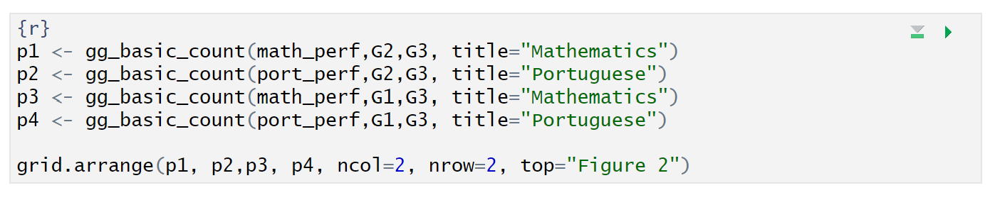 {r}
p1 <- gg_basic_count(math_perf,G2,G3, title="Mathematics")
p2 <- gg_basic_count(port_perf,G2,G3, title="Portuguese")
p3 <- gg_basic_count(math_perf,G1,G3, title="Mathematics")
p4 <- gg_basic_count(port_perf,G1,G3, title="Portuguese")
grid.arrange(p1, p2,p3, p4, ncol=2, nrow=2, top="Figure 2")